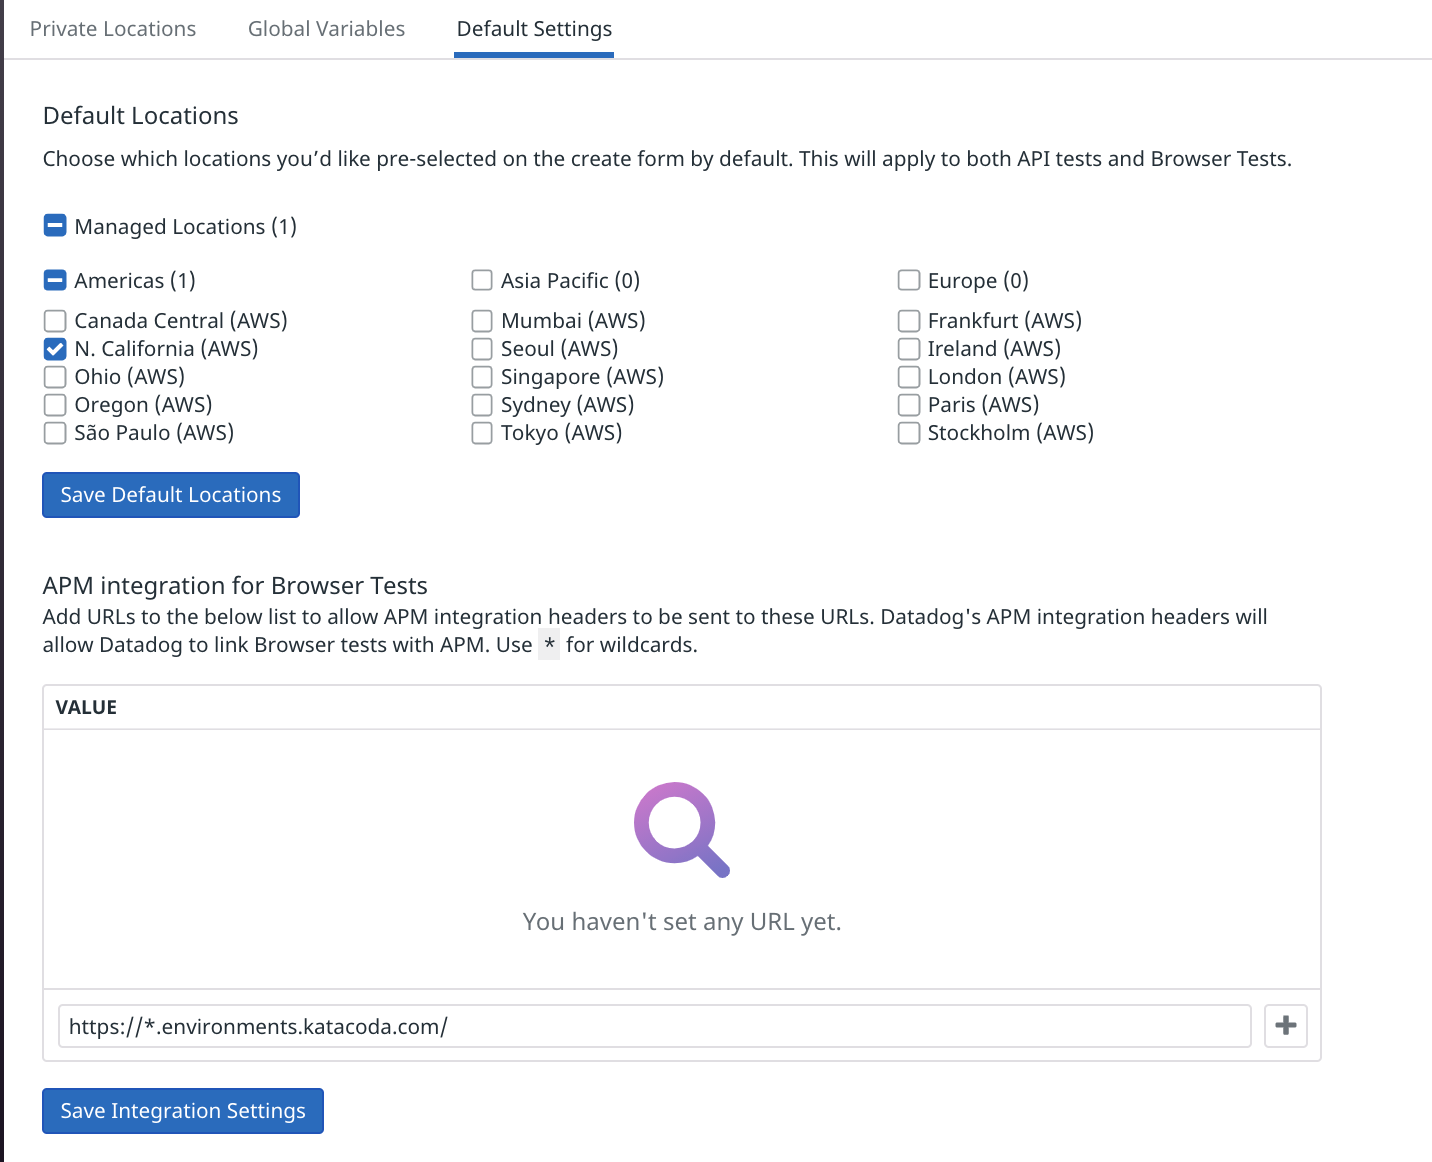 Private Locations Global Variables Default Settings
Default Locations
Choose which locations you’d like pre-selected on the create form by default. This will apply to both API tests and Browser Tests.
Managed Locations (1)
Americas (1)
Canada Central (AWS)
N. California (AWS)
Ohio (AWS)
Oregon (AWS)
São Paulo (AWS)
Asia Pacific (0)
Mumbai (AWS)
Seoul (AWS)
Singapore (AWS)
Sydney (AWS)
Tokyo (AWS)
Europe (0)
Frankfurt (AWS)
Ireland (AWS)
London (AWS)
Paris (AWS)
Stockholm (AWS)
Save Default Locations
APM integration for Browser Tests
Add URLs to the below list to allow APM integration headers to be sent to these URLs. Datadog's APM integration headers will
allow Datadog to link Browser tests with APM. Use * for wildcards.
VALUE
You haven't set any URL yet.
https://*.environments.katacoda.com/
Save Integration Settings